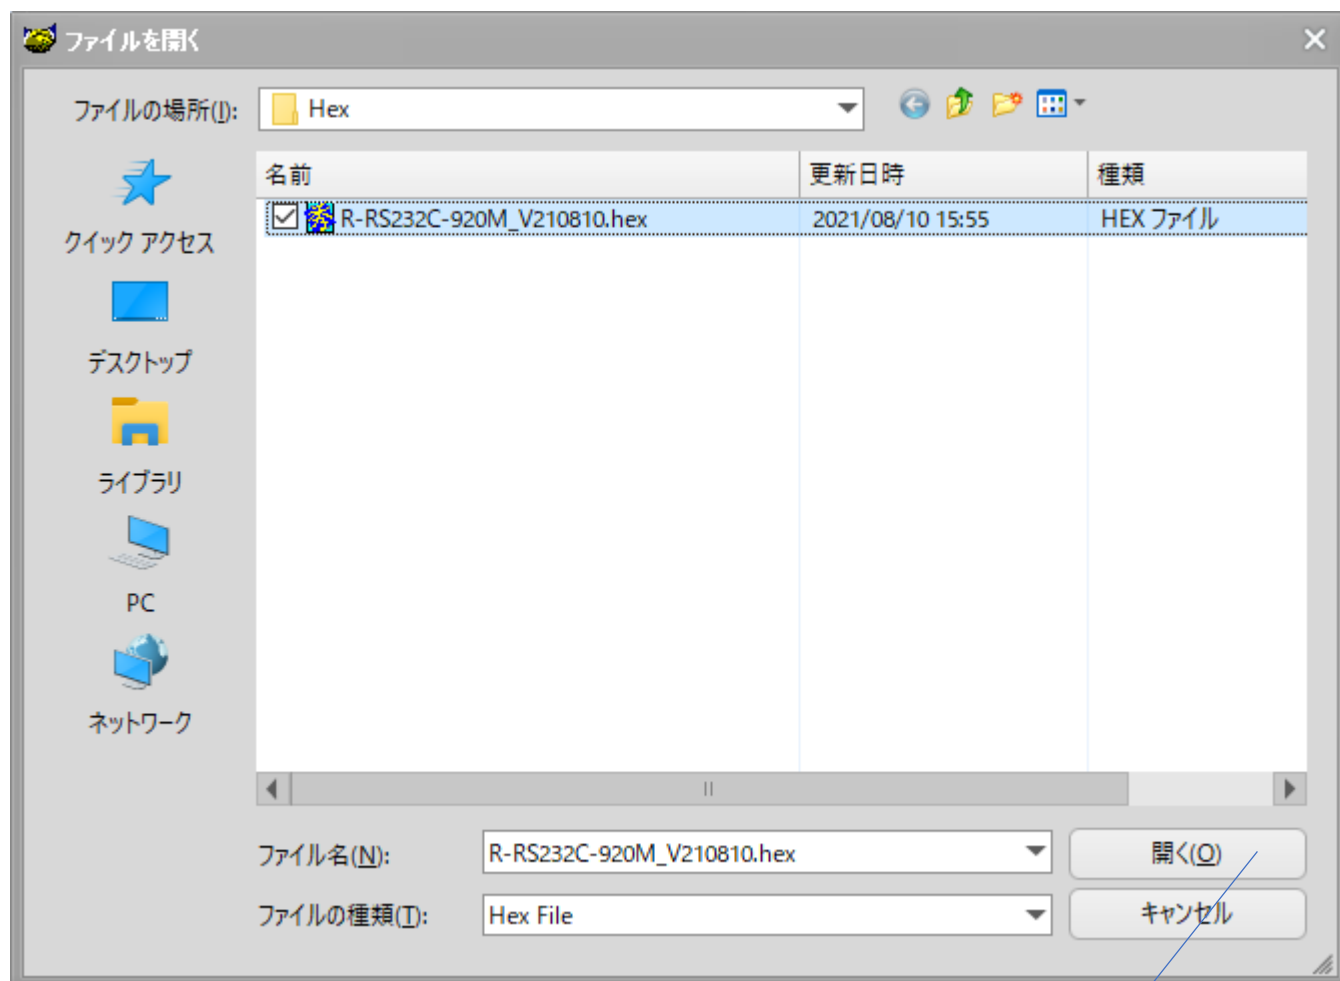 ファイルを開く
ファイルの場所(I): Hex
名前 更新日時 種類
R-RS232C-920M_V210810.hex 2021/08/10 15:55 HEX ファイル
クイック アクセス
デスクトップ
ライブラリ
PC
ネットワーク
ファイル名(N): R-RS232C-920M_V210810.hex 開く(O)
ファイルの種類(T): Hex File キャンセル